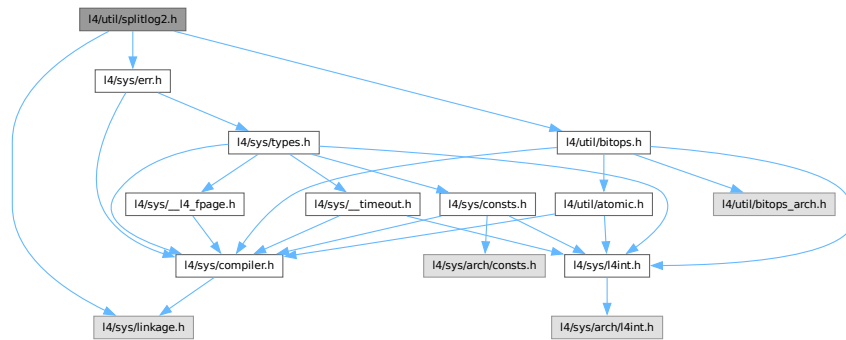 l4/util/splitlog2.h
l4/sys/err.h
l4/sys/types.h
l4/util/bitops.h
l4/sys/__l4_fpage.h
l4/sys/__timeout.h
l4/sys/consts.h
l4/util/atomic.h
l4/util/bitops_arch.h
l4/sys/compiler.h
l4/sys/arch/consts.h
l4/sys/l4int.h
l4/sys/linkage.h
l4/sys/arch/l4int.h